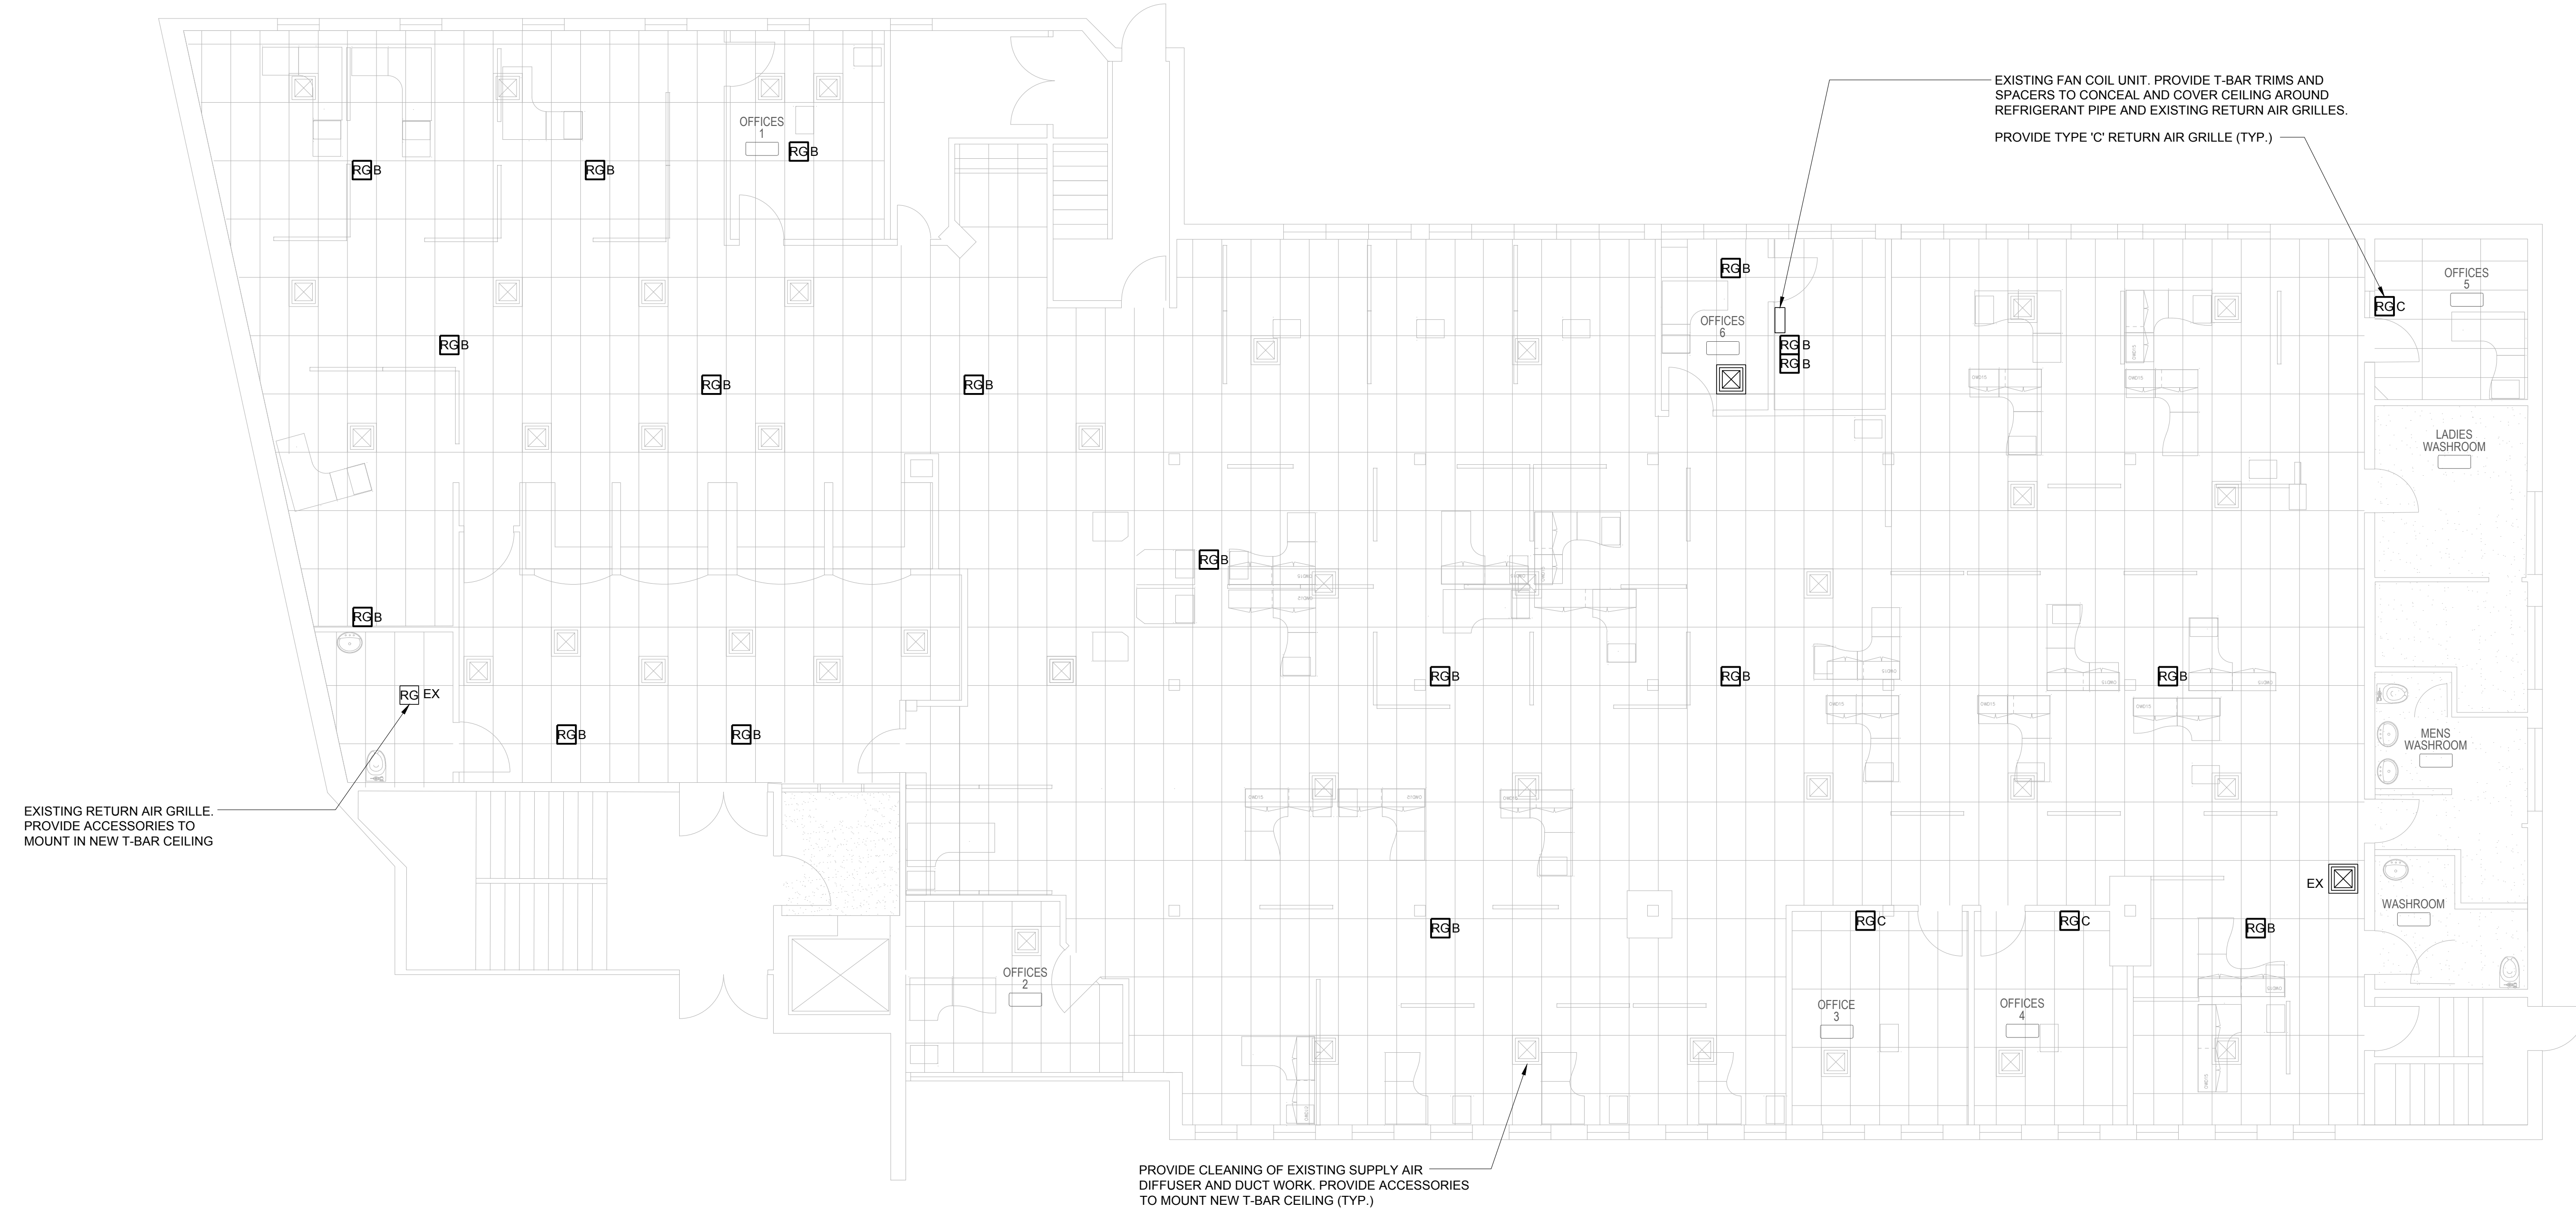 EXISTING FAN COIL UNIT. PROVIDE T-BAR TRIMS AND
SPACERS TO CONCEAL AND COVER CEILING AROUND
REFRIGERANT PIPE AND EXISTING RETURN AIR GRILLES.
PROVIDE TYPE 'C' RETURN AIR GRILLE (TYP.)
OFFICES
1
RG B
RG B
RG B
RG B
OFFICES
5
RG C
OFFICES
6
RG B
RG B
RG B
RG B
RG B
LADIES
WASHROOM
RG B
RG B
RG B
RG B
RG B
RG EX
RG B
RG B
MENS
WASHROOM
EXISTING RETURN AIR GRILLE.
PROVIDE ACCESSORIES TO
MOUNT IN NEW T-BAR CEILING
EX
WASHROOM
RG B
RG C
RG C
RG B
OFFICES
2
OFFICE
3
OFFICES
4
PROVIDE CLEANING OF EXISTING SUPPLY AIR
DIFFUSER AND DUCT WORK. PROVIDE ACCESSORIES
TO MOUNT NEW T-BAR CEILING (TYP.)